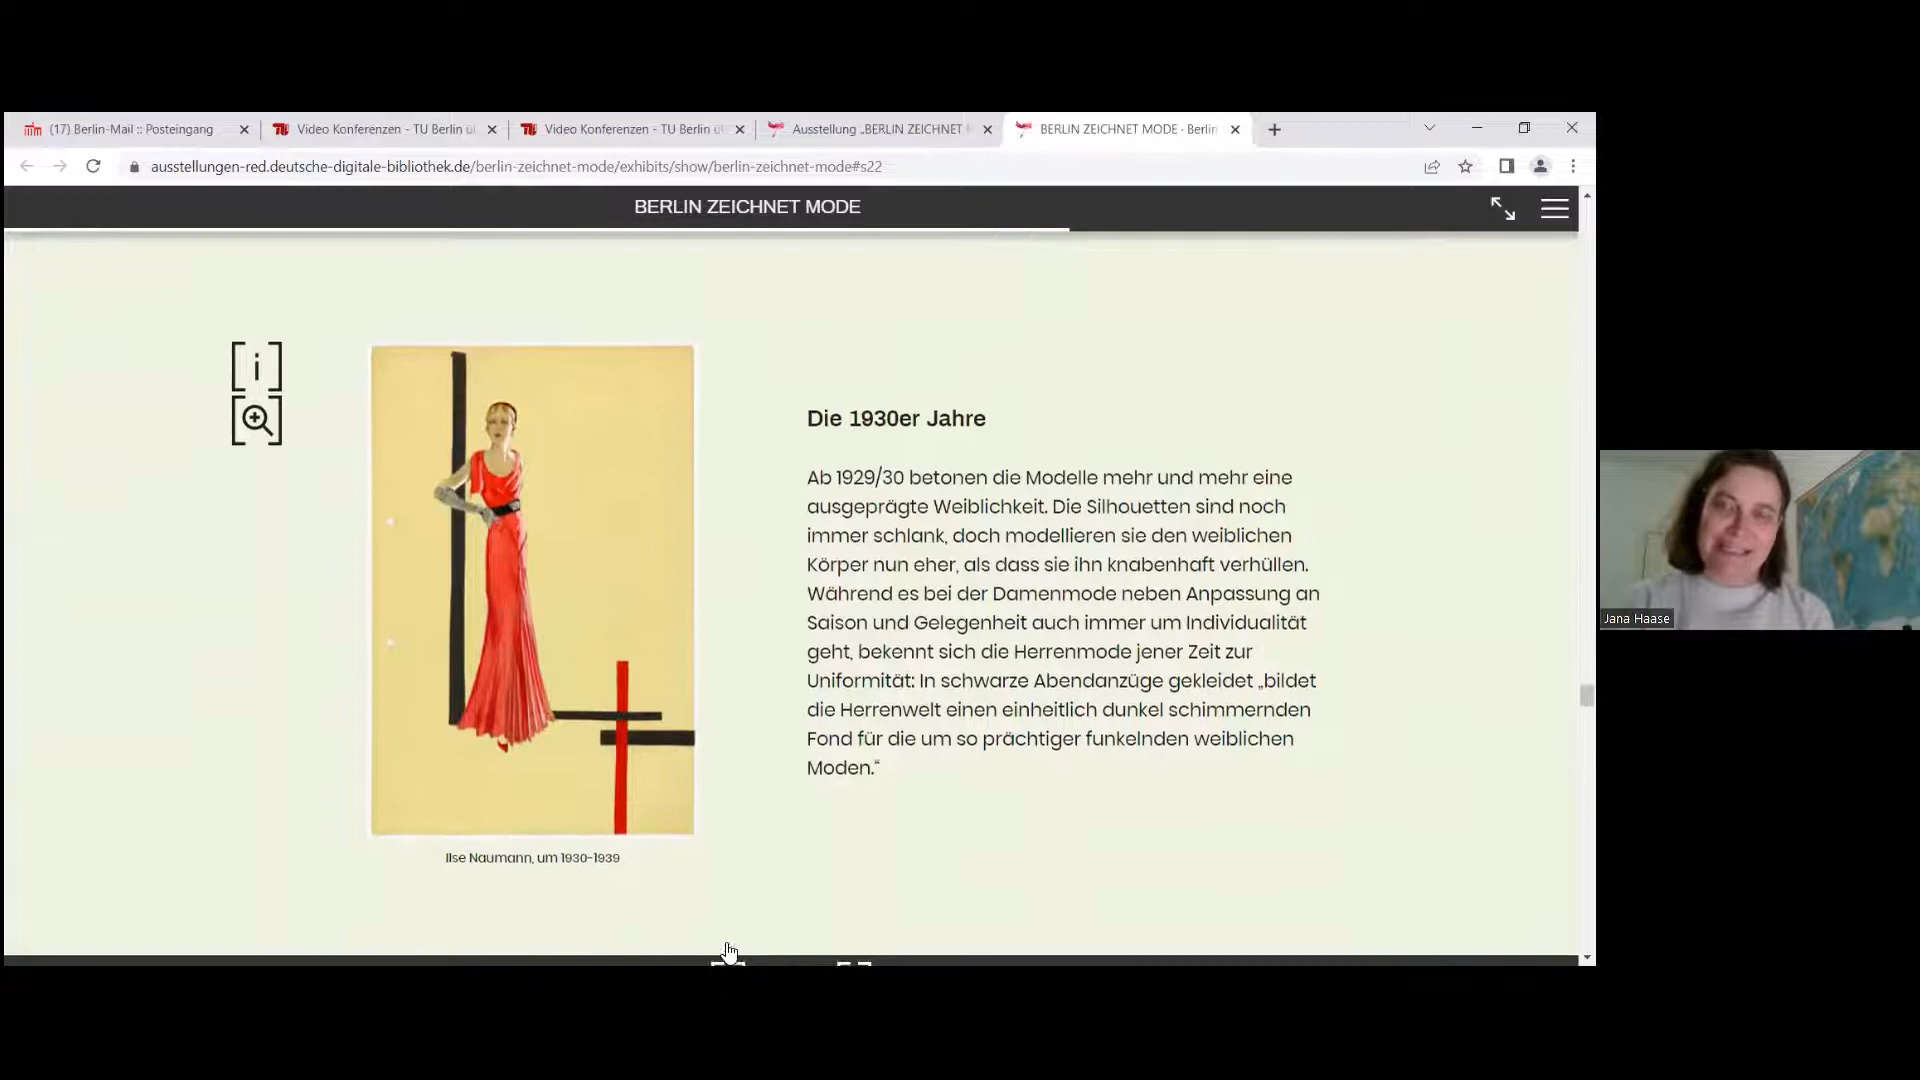 (17) Berlin-Mail :: Posteingang
Video Konferenzen - TU Berlin ü
Video Konferenzen - TU Berlin
Ausstellung „BERLIN ZEICHNET
BERLIN ZEICHNET MODE · Berlin
ausstellungen-red.deutsche-digitale-bibliothek.de/berlin-zeichnet-mode/exhibits/show/berlin-zeichnet-mode#s22
BERLIN ZEICHNET MODE
[i]
Die 1930er Jahre
Ab 1929/30 betonen die Modelle mehr und mehr eine
ausgeprägte Weiblichkeit. Die Silhouetten sind noch
immer schlank, doch modellieren sie den weiblichen
Körper nun eher, als dass sie ihn knabenhaft verhüllen.
Während es bei der Damenmode neben Anpassung an
Saison und Gelegenheit auch immer um Individualität
geht, bekennt sich die Herrenmode jener Zeit zur
Uniformität: In schwarze Abendanzüge gekleidet „bildet
die Herrenwelt einen einheitlich dunkel schimmernden
Fond für die um so prächtiger funkelnden weiblichen
Moden.“
Ilse Naumann, um 1930-1939
Jana Haase